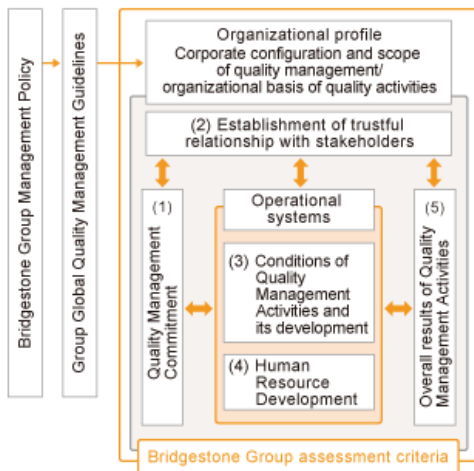 Bridgestone Group Management Policy
Group Global Quality Management Guidelines
Organizational profile
Corporate configuration and scope
of quality management/
organizational basis of quality activities
(2) Establishment of trustful
relationship with stakeholders
(1)
Quality Management
Commitment
Operational
systems
(3) Conditions of
Quality
Management
Activities and
its development
(4) Human
Resource
Development
(5)
Overall results of Quality
Management Activities
Bridgestone Group assessment criteria